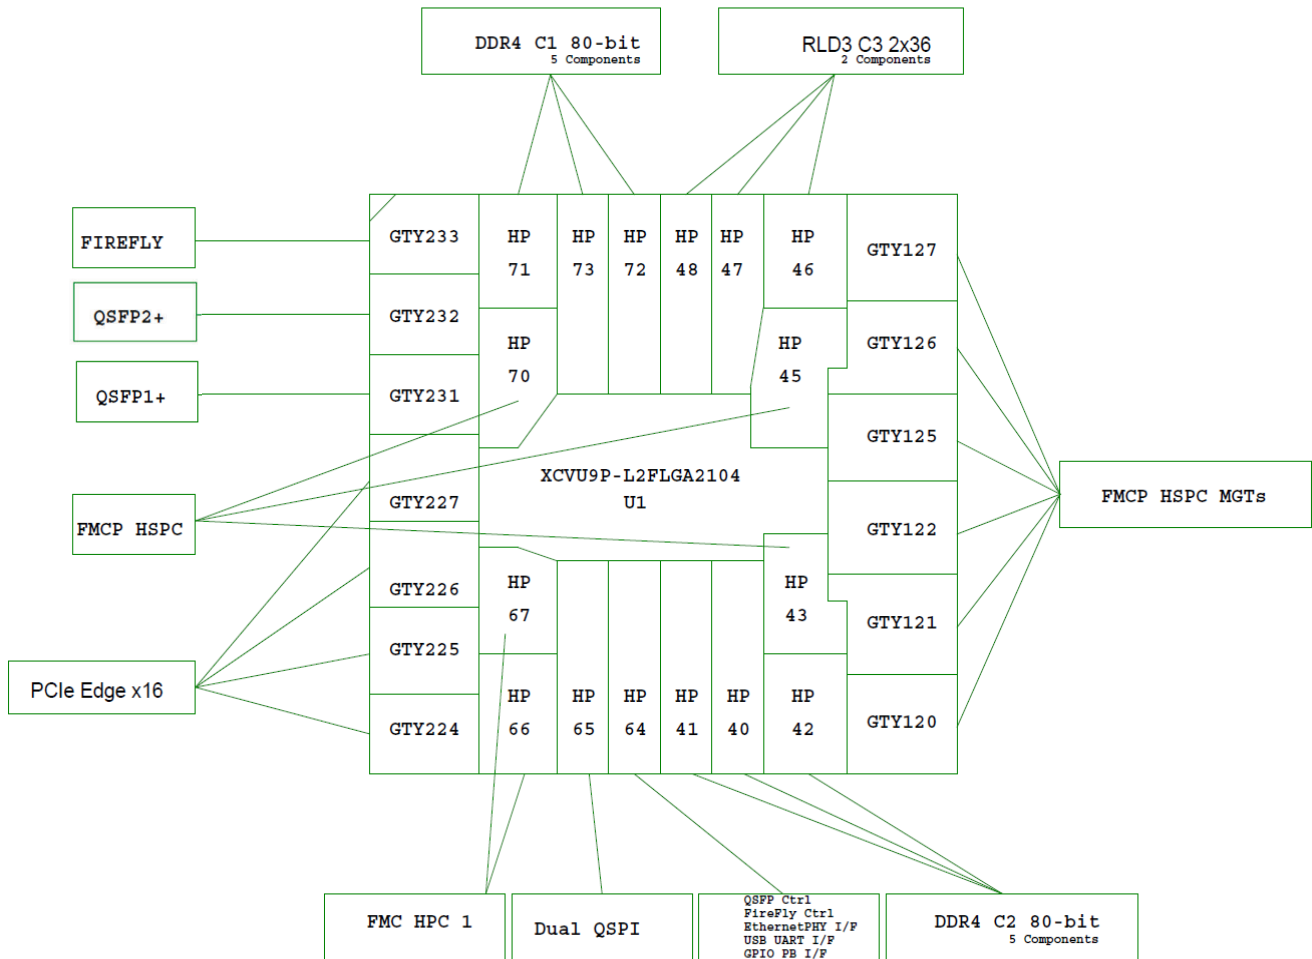 DDR4 C1 80-bit
5 Components
RLD3 C3 2x36
2 Components
FIREFLY
QSFP2+
QSFP1+
FMCP HSPC
PCIe Edge x16
GTY233
GTY232
GTY231
GTY227
GTY226
GTY225
GTY224
HP
71
HP
73
HP
72
HP
48
HP
47
HP
46
HP
70
HP
45
XCVU9P-L2FLGA2104
U1
HP
67
HP
43
HP
66
HP
65
HP
64
HP
41
HP
40
HP
42
GTY127
GTY126
GTY125
GTY122
GTY121
GTY120
FMCP HSPC MGTs
FMC HPC 1
Dual QSPI
QSFP Ctrl
FireFly Ctrl
EthernetPHY I/F
USB UART I/F
GPIO PB I/F
DDR4 C2 80-bit
5 Components